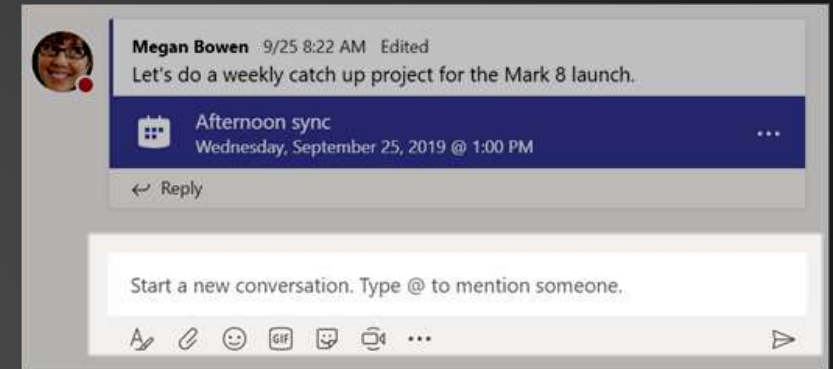 Megan Bowen 9/25 8:22 AM Edited
Let's do a weekly catch up project for the Mark 8 launch.
Afternoon sync
Wednesday, September 25, 2019 @ 1:00 PM
Reply
Start a new conversation. Type @ to mention someone.
GIF